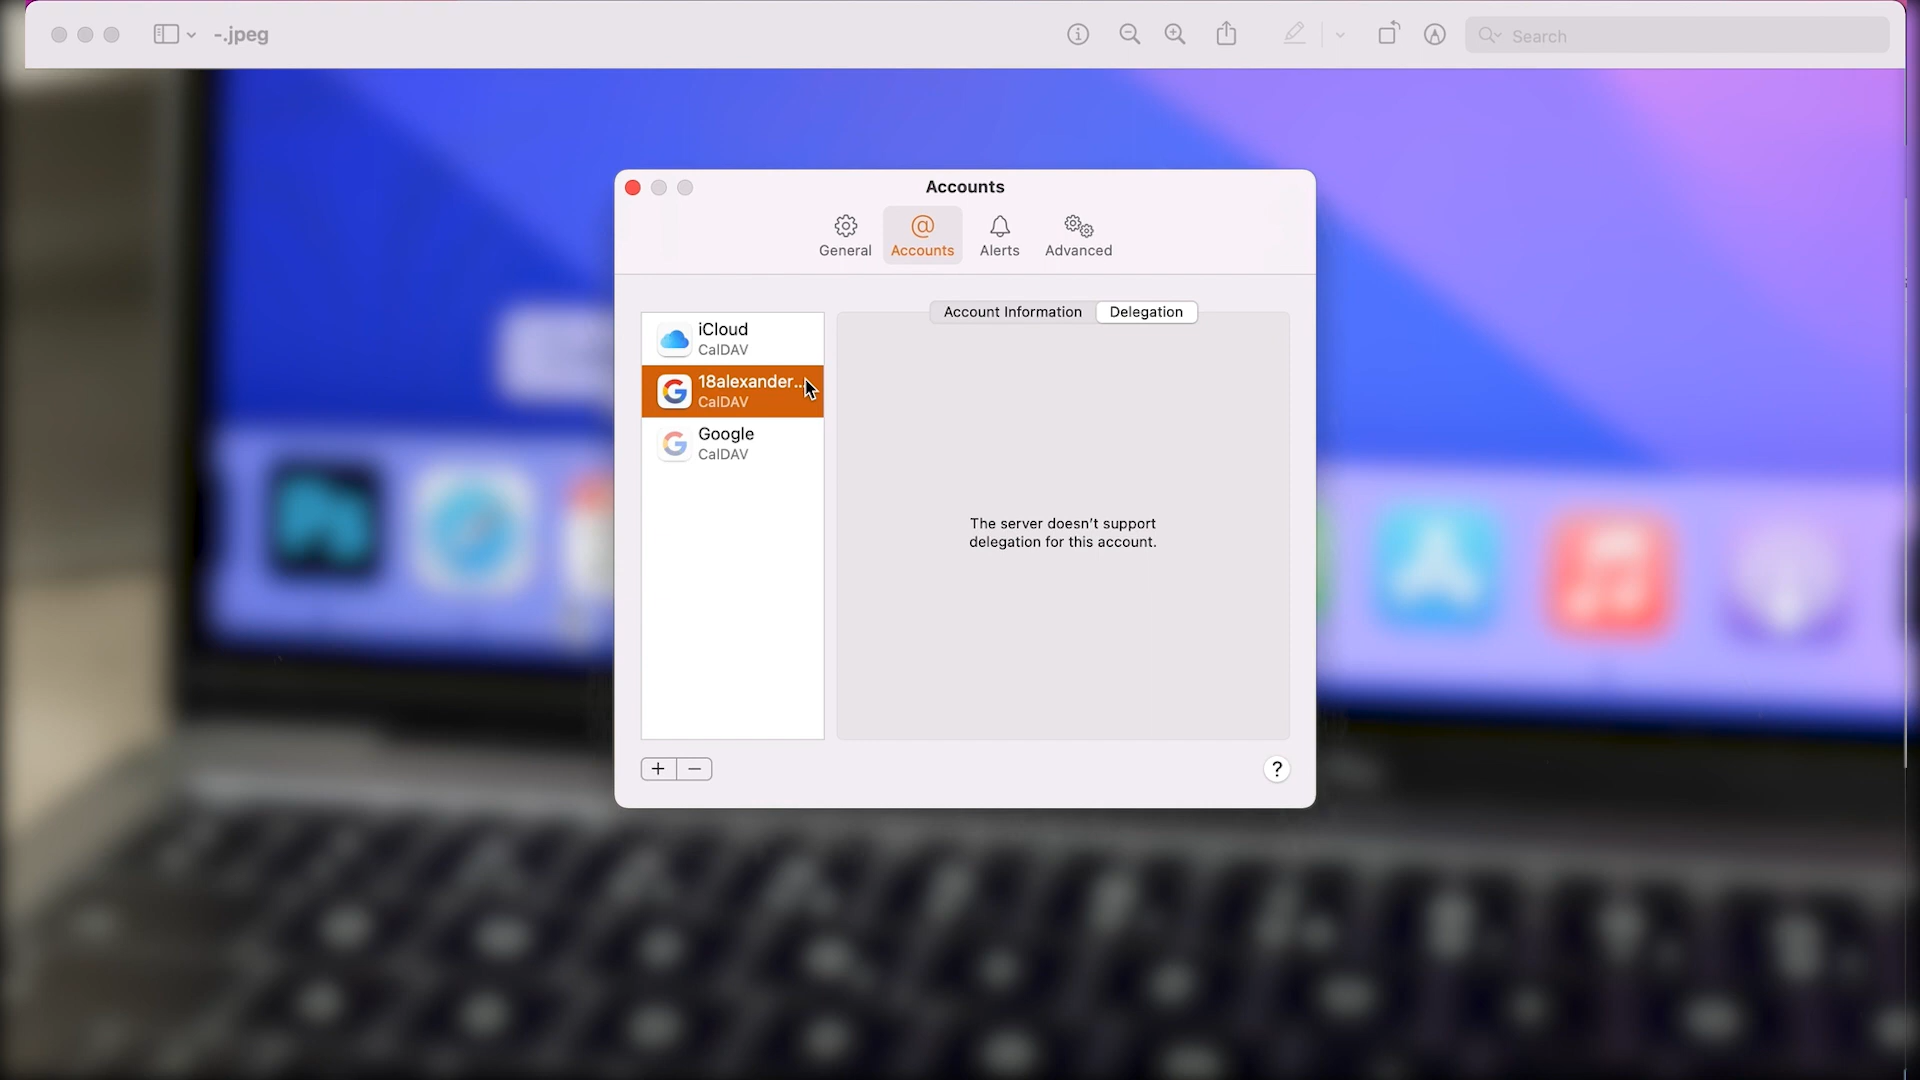 -.jpeg
Search
Accounts
General
Accounts
Alerts
Advanced
Account Information
Delegation
iCloud
CalDAV
18alexander...
CalDAV
Google
CalDAV
The server doesn't support
delegation for this account.